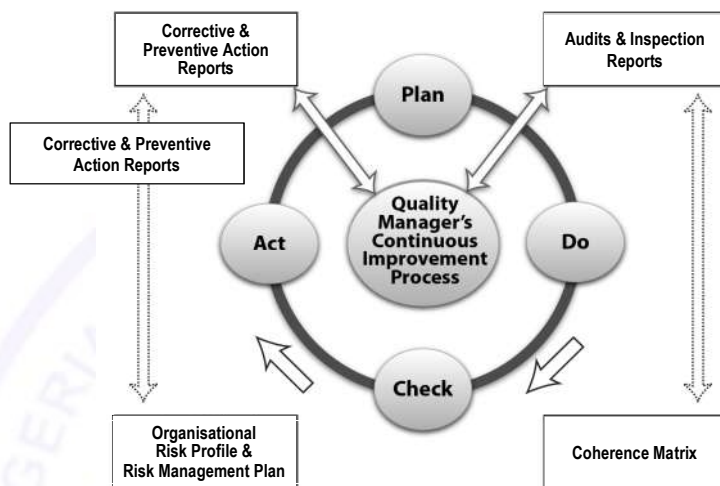 Corrective &
Preventive Action
Reports
Audits & Inspection
Reports
Plan
Corrective & Preventive
Action Reports
Quality
Manager's
Continuous
Improvement
Process
Act
Do
Check
Organisational
Risk Profile &
Risk Management Plan
Coherence Matrix